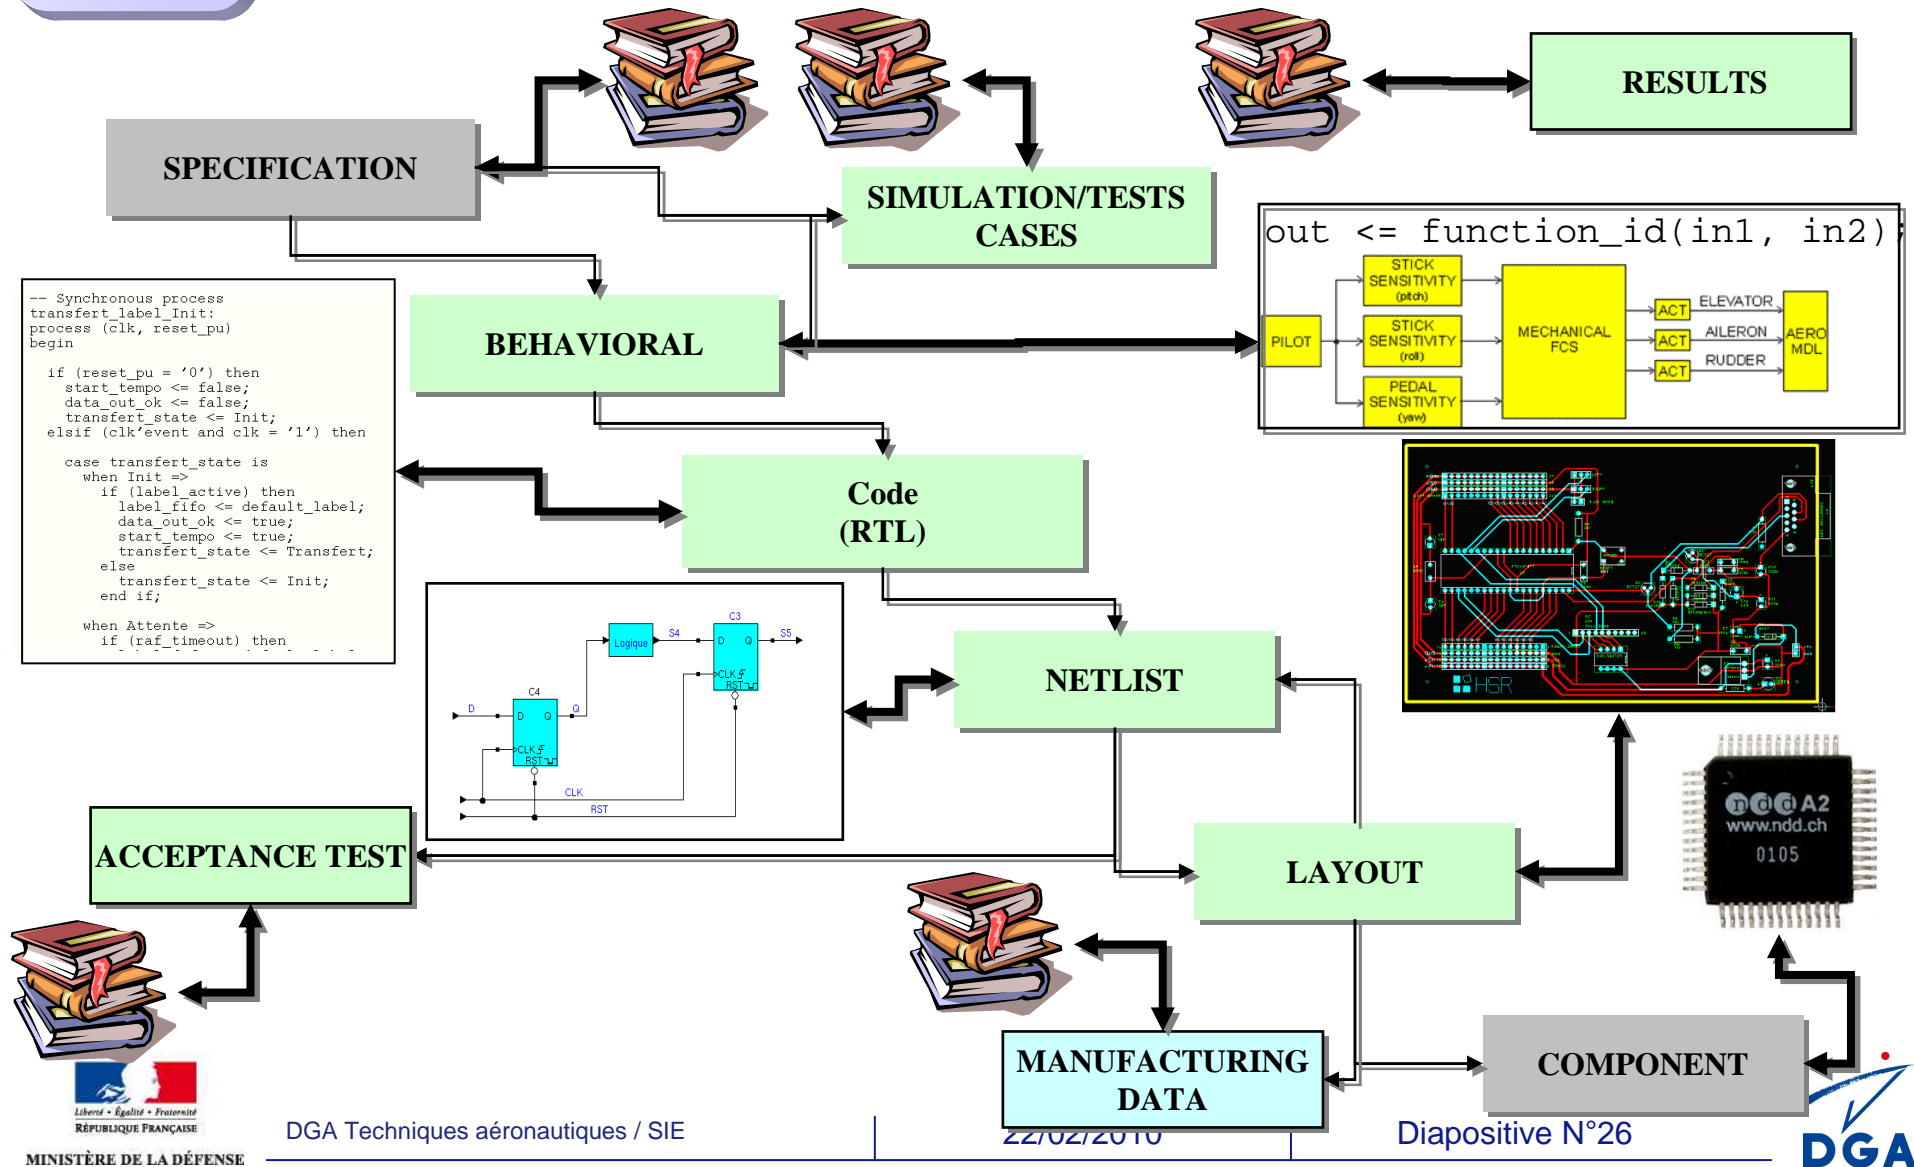 RESULTS
SPECIFICATION
SIMULATION/TESTS
CASES
out <= function_id(in1, in2);
STICK
SENSITIVITY
(pitch)
PILOT
STICK
SENSITIVITY
(roll)
PEDAL
SENSITIVITY
(yaw)
MECHANICAL
FCS
ACT
ELEVATOR
ACT
AILERON
ACT
RUDDER
AERO
MDL
BEHAVIORAL
-- Synchronous process
transfert_label_Init:
process (clk, reset_pu)
begin
if (reset_pu = '0') then
start_tempo <= false;
data_out_ok <= false;
transfert_state <= Init;
elsif (clk'event and clk = '1') then
case transfert_state is
when Init =>
if (label_active) then
label_fifo <= default_label;
data_out_ok <= true;
start_tempo <= true;
transfert_state <= Transfert;
else
transfert_state <= Init;
end if;
when Attente =>
if (raf_timeout) then
Code
(RTL)
C3
Logique
S4
D Q
S5
CLK
RST
C4
D
D Q
Q
CLK
RST
CLK
RST
NETLIST
HSR
ndd A2
www.ndd.ch
0105
ACCEPTANCE TEST
LAYOUT
MANUFACTURING
DATA
COMPONENT
Liberté • Égalité • Fraternité
RÉPUBLIQUE FRANÇAISE
MINISTÈRE DE LA DÉFENSE
DGA Techniques aéronautiques / SIE
22/02/2010
Diapositive N°26
DGA